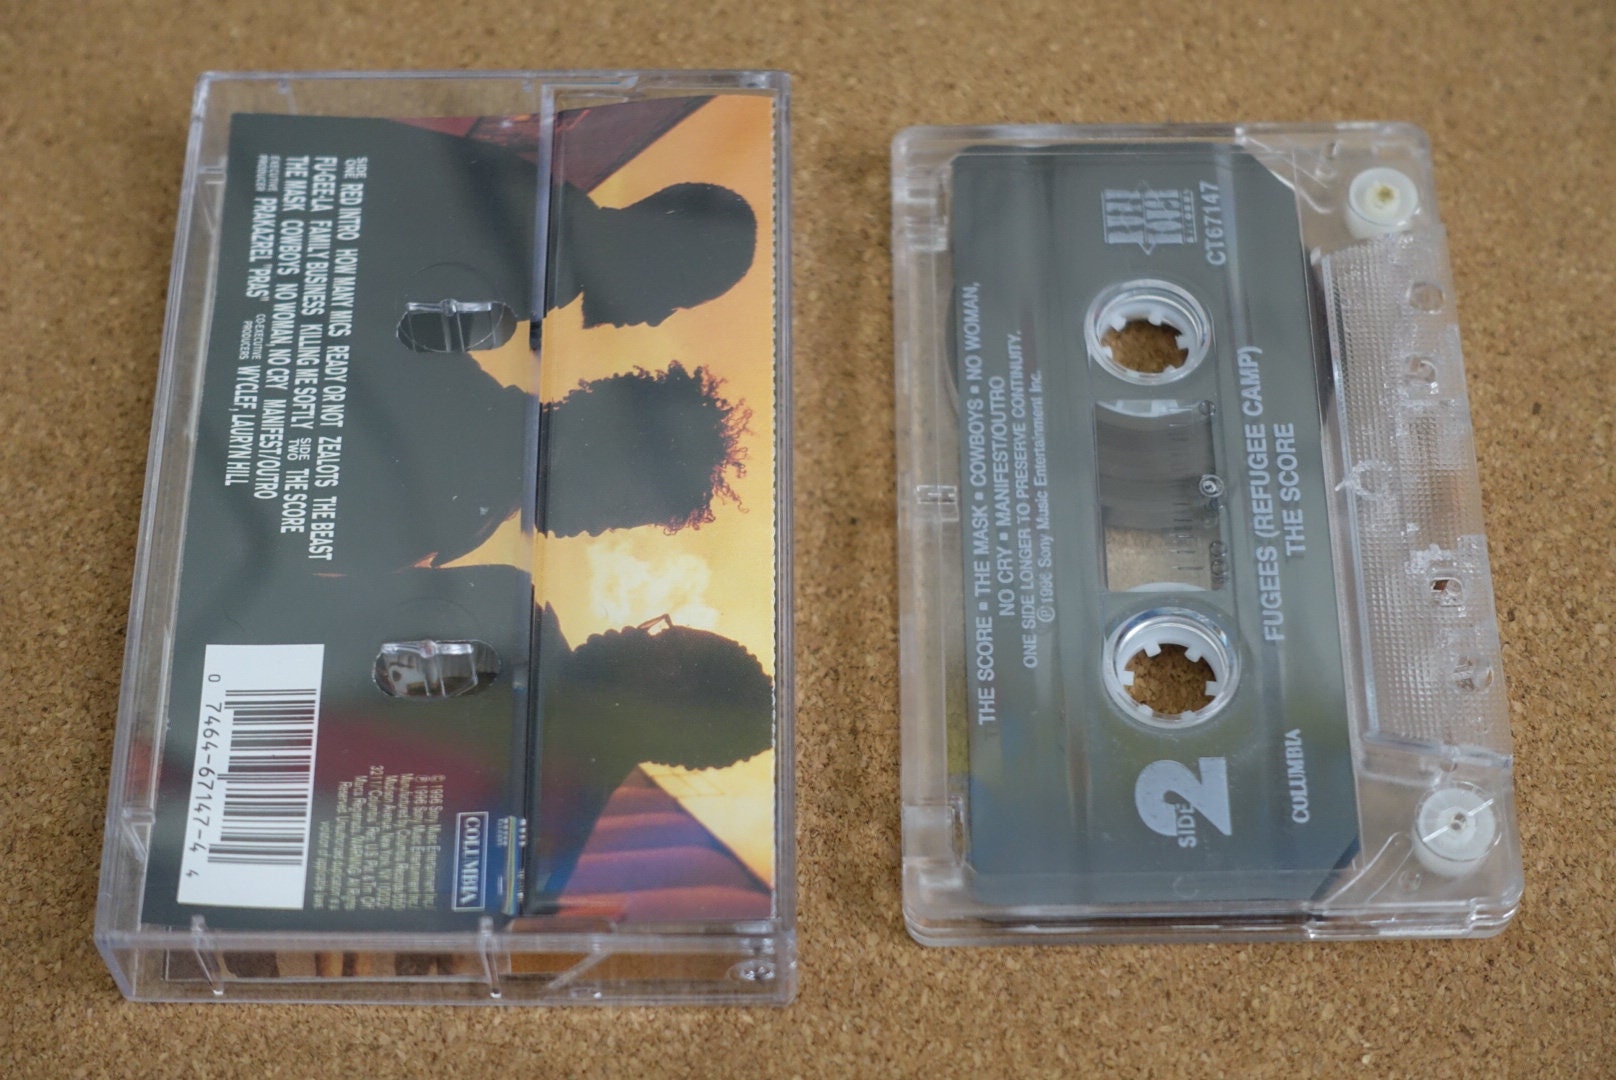 SIDE ONE RED INTRO HOW MANY MICS READY OR NOT ZEALOTS THE BEAST
FU-GEE-LA FAMILY BUSINESS KILLING ME SOFTLY SIDE TWO THE SCORE
THE MASK COWBOYS NO WOMAN, NO CRY MANIFEST/OUTRO
EXECUTIVE PRODUCER PRAKAZREL "PRAS" CO-EXECUTIVE PRODUCERS WYCLEF, LAURYN HILL
0 7464-67147-4 4
COLUMBIA
THE SCORE ▪ THE MASK ▪ COWBOYS ▪ NO WOMAN,
NO CRY ▪ MANIFEST/OUTRO
ONE SIDE LONGER TO PRESERVE CONTINUITY.
©1996 Sony Music Entertainment Inc.
CT67147
SIDE
2
FUGEES (REFUGEE CAMP)
THE SCORE
COLUMBIA